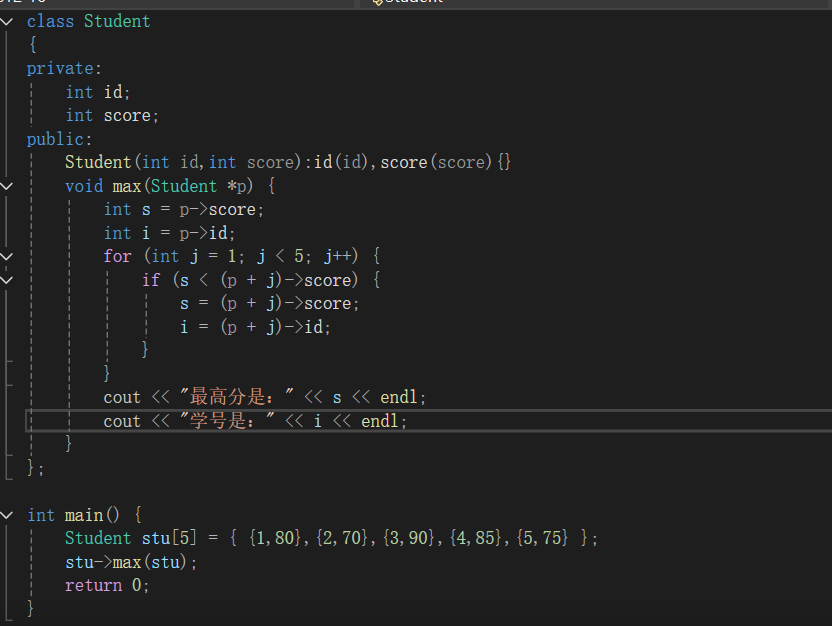 class Student
{
private:
    int id;
    int score;
public:
    Student(int id,int score):id(id),score(score){}
    void max(Student *p) {
        int s = p->score;
        int i = p->id;
        for (int j = 1; j < 5; j++) {
            if (s < (p + j)->score) {
                s = (p + j)->score;
                i = (p + j)->id;
            }
        }
        cout << "最高分是：" << s << endl;
        cout << "学号是：" << i << endl;
    }
};
int main() {
    Student stu[5] = { {1,80},{2,70},{3,90},{4,85},{5,75} };
    stu->max(stu);
    return 0;
}